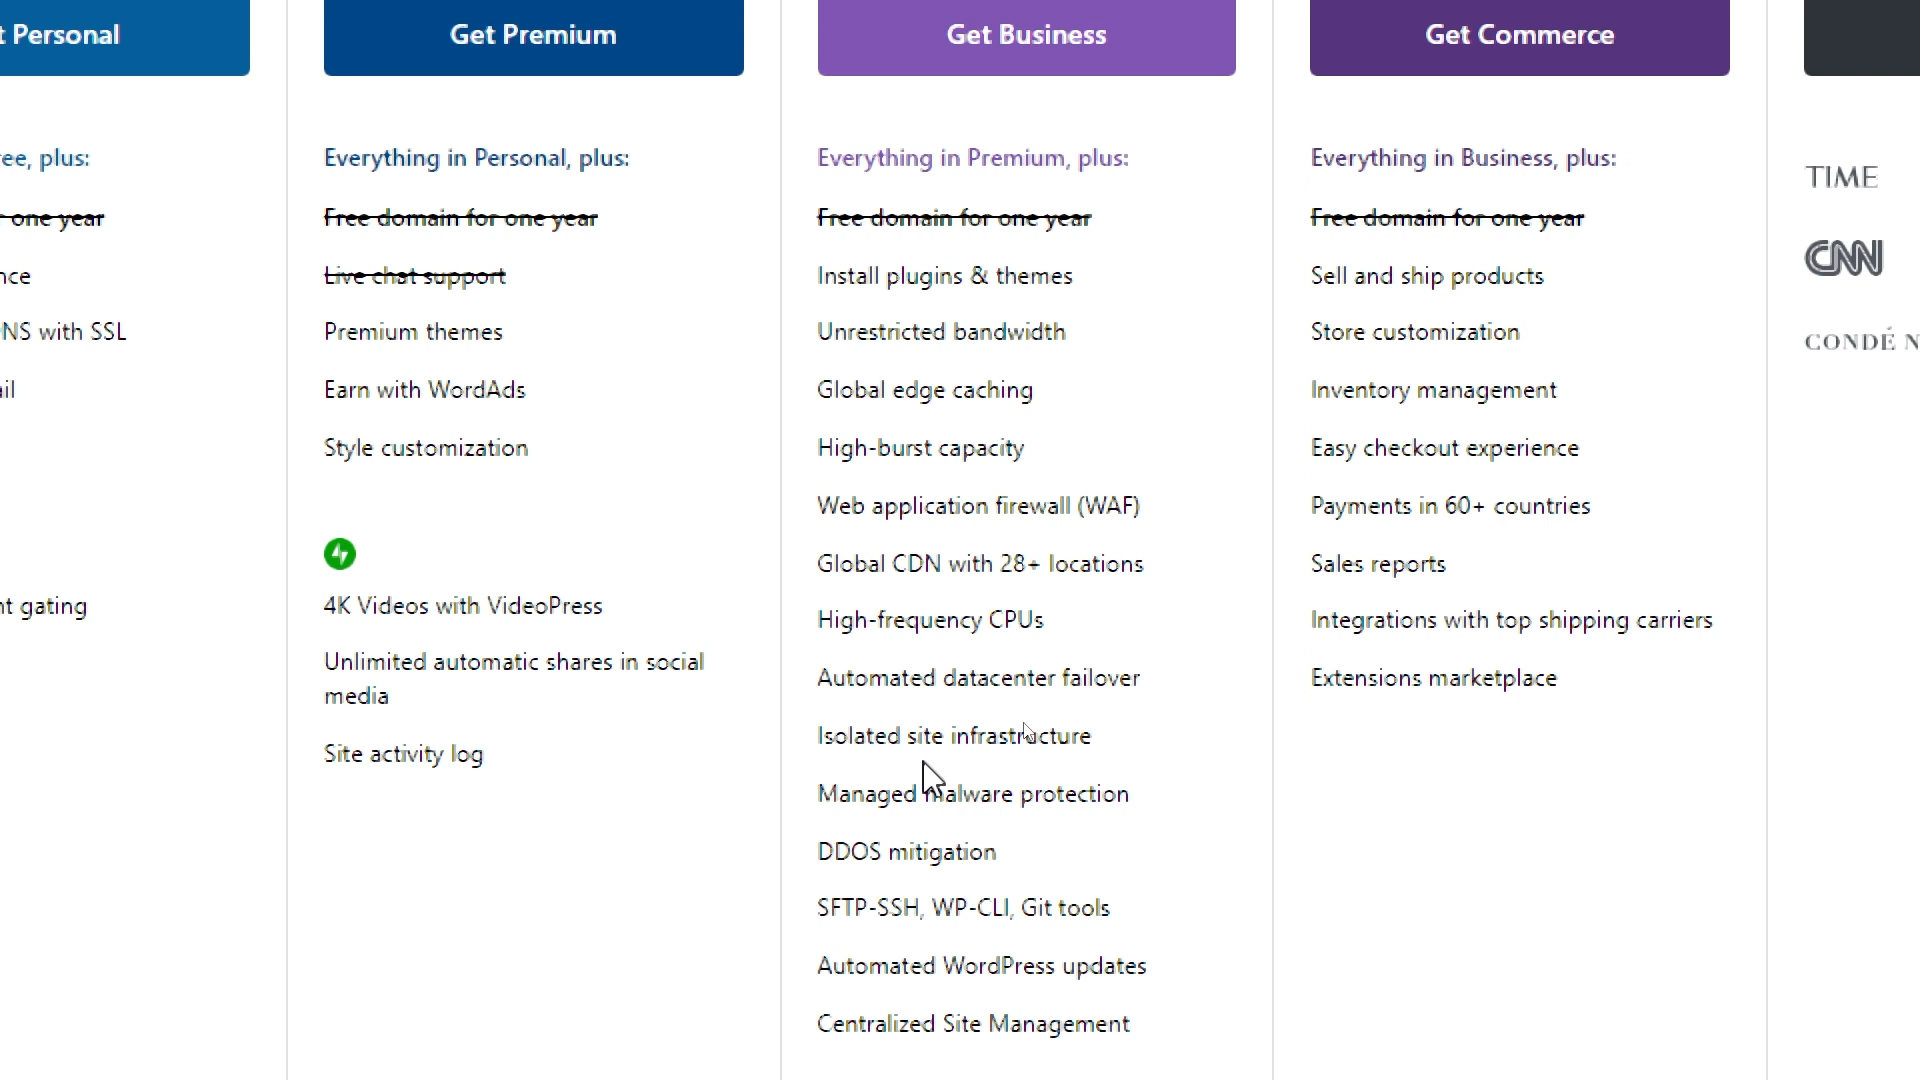 t Personal
ree, plus:
one year
nce
NS with SSL
ail
nt gating
Get Premium
Everything in Personal, plus:
Free domain for one year
Live chat support
Premium themes
Earn with WordAds
Style customization
4K Videos with VideoPress
Unlimited automatic shares in social
media
Site activity log
Get Business
Everything in Premium, plus:
Free domain for one year
Install plugins & themes
Unrestricted bandwidth
Global edge caching
High-burst capacity
Web application firewall (WAF)
Global CDN with 28+ locations
High-frequency CPUs
Automated datacenter failover
Isolated site infrastructure
Managed malware protection
DDOS mitigation
SFTP-SSH, WP-CLI, Git tools
Automated WordPress updates
Centralized Site Management
Get Commerce
Everything in Business, plus:
Free domain for one year
Sell and ship products
Store customization
Inventory management
Easy checkout experience
Payments in 60+ countries
Sales reports
Integrations with top shipping carriers
Extensions marketplace
TIME
CNN
CONDÉ N